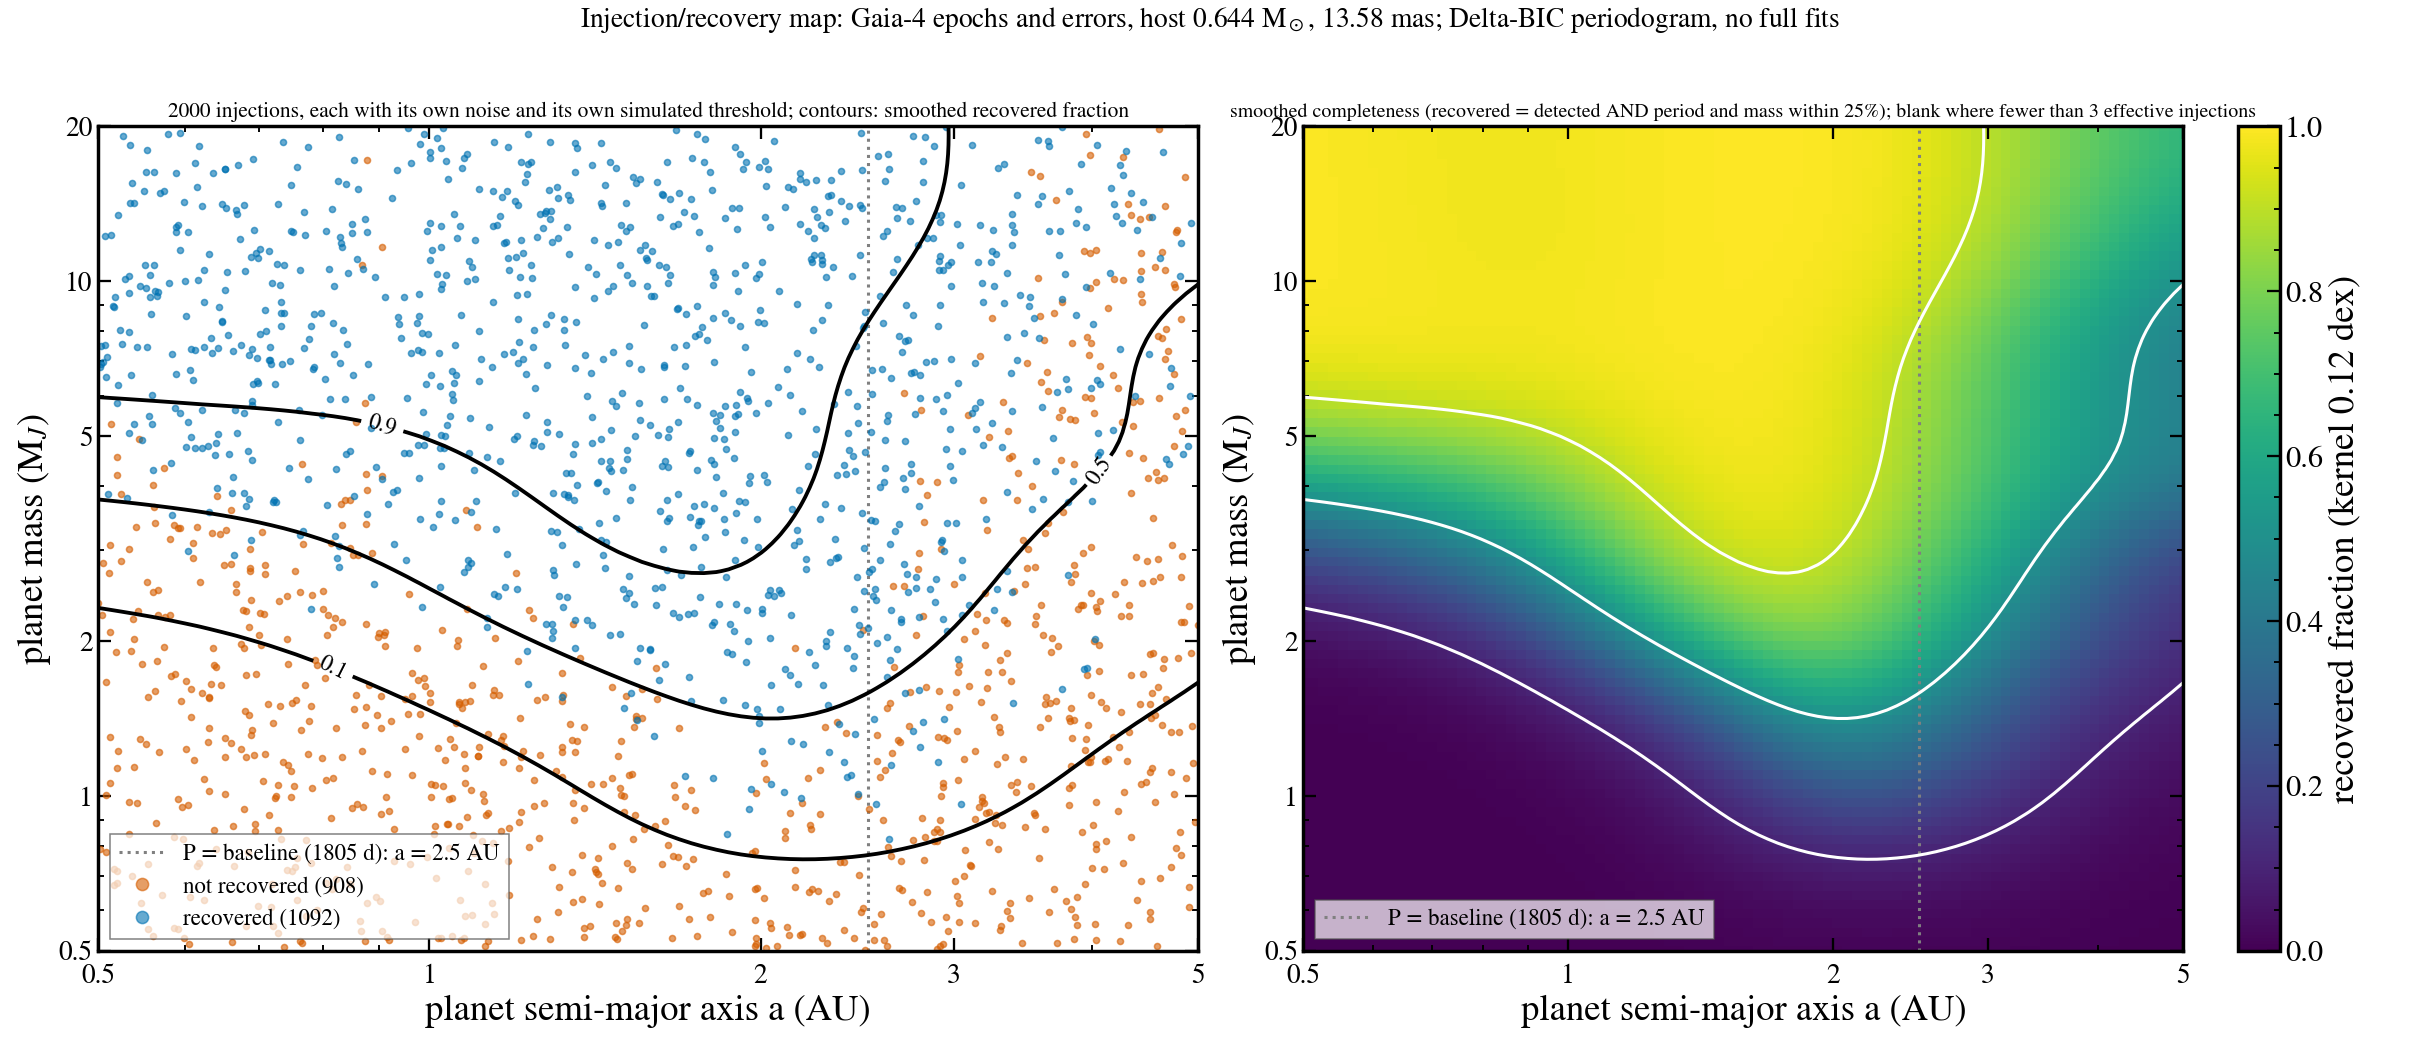 Injection/recovery map: Gaia-4 epochs and errors, host 0.644 M⊙, 13.58 mas; Delta-BIC periodogram, no full fits
2000 injections, each with its own noise and its own simulated threshold; contours: smoothed recovered fraction
20
10
5
2
1
0.5
planet mass (MJ)
0.9
0.5
0.1
P = baseline (1805 d): a = 2.5 AU
not recovered (908)
recovered (1092)
0.5
1
2
3
5
planet semi-major axis a (AU)
smoothed completeness (recovered = detected AND period and mass within 25%); blank where fewer than 3 effective injections
20
10
5
2
1
0.5
planet mass (MJ)
P = baseline (1805 d): a = 2.5 AU
0.5
1
2
3
5
planet semi-major axis a (AU)
1.0
0.8
0.6
0.4
0.2
0.0
recovered fraction (kernel 0.12 dex)